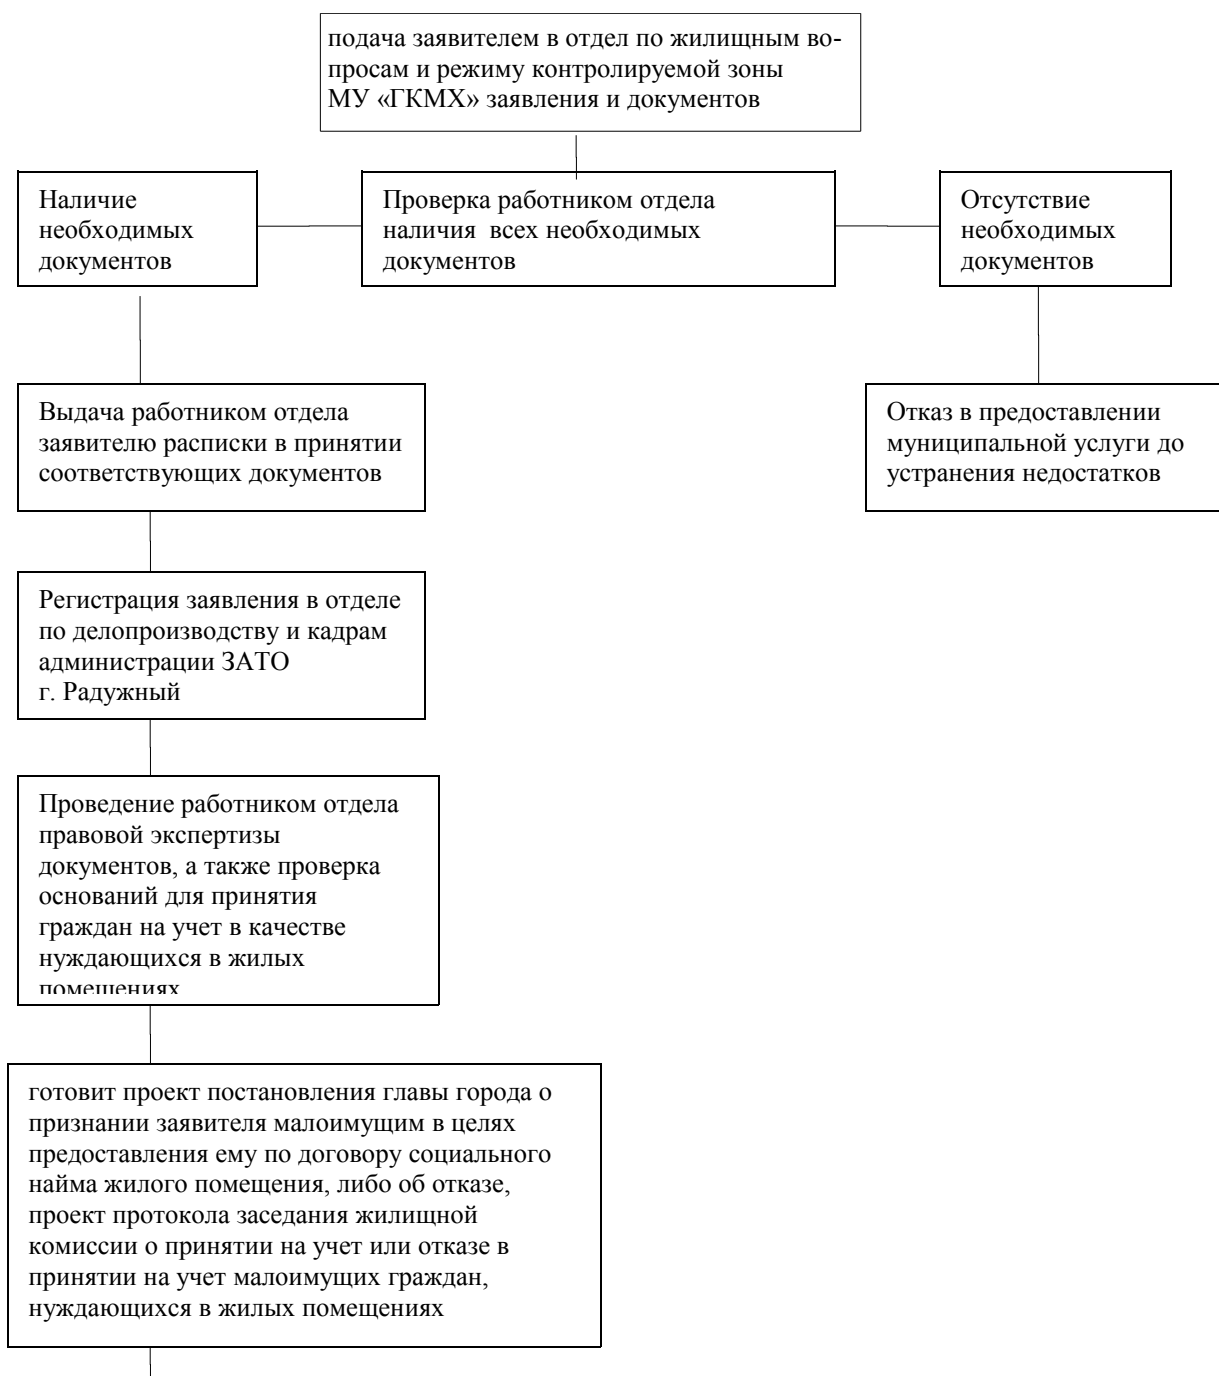 подача заявителем в отдел по жилищным во-
просам и режиму контролируемой зоны
МУ «ГКМХ» заявления и документов
Наличие
необходимых
документов
Проверка работником отдела
наличия всех необходимых
документов
Отсутствие
необходимых
документов
Выдача работником отдела
заявителю расписки в принятии
соответствующих документов
Отказ в предоставлении
муниципальной услуги до
устранения недостатков
Регистрация заявления в отделе
по делопроизводству и кадрам
администрации ЗАТО
г. Радужный
Проведение работником отдела
правовой экспертизы
документов, а также проверка
оснований для принятия
граждан на учет в качестве
нуждающихся в жилых
помещениях
готовит проект постановления главы города о
признании заявителя малоимущим в целях
предоставления ему по договору социального
найма жилого помещения, либо об отказе,
проект протокола заседания жилищной
комиссии о принятии на учет или отказе в
принятии на учет малоимущих граждан,
нуждающихся в жилых помещениях